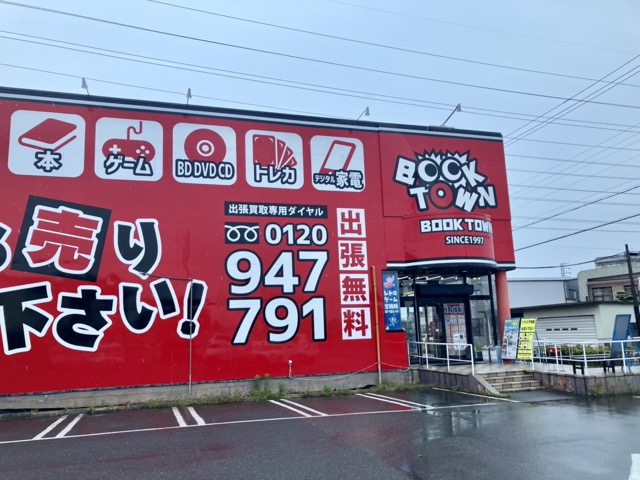 本
ゲーム
BD DVD CD
トレカ
デジタル家電
BOOK
TOWN
BOOK TOWN
SINCE1997
お売り
下さい!
出張買取専用ダイヤル
0120
947
791
出張無料